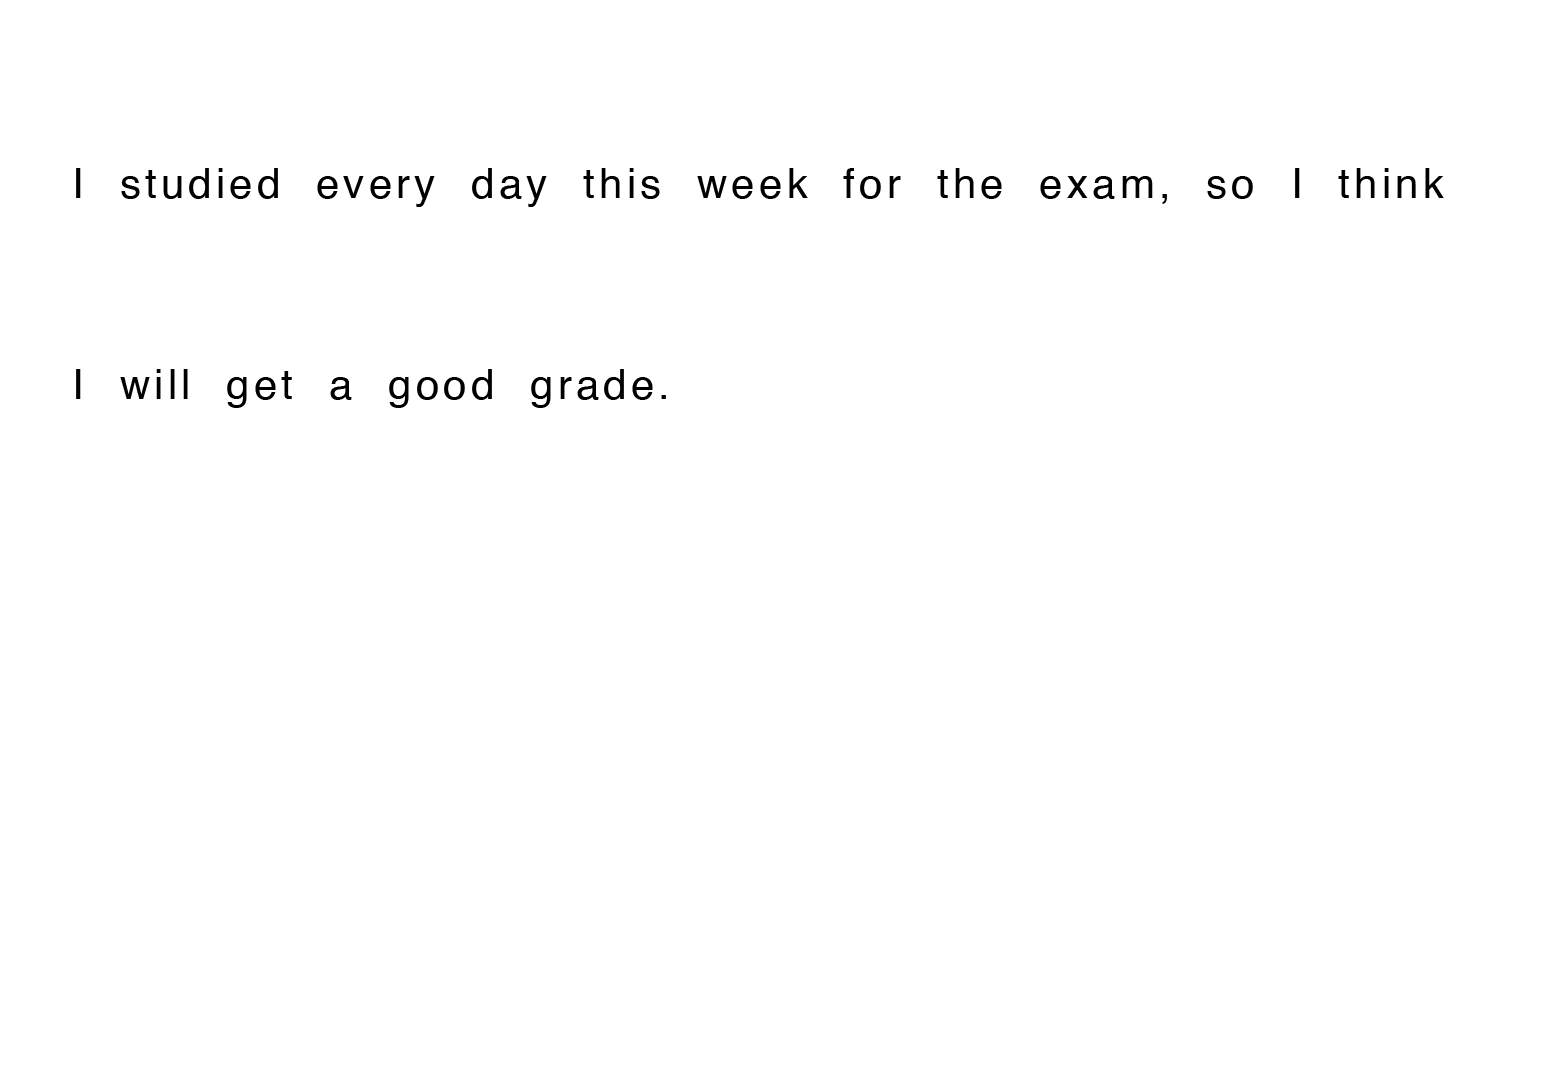 I studied every day this week for the exam, so I think
I will get a good grade.